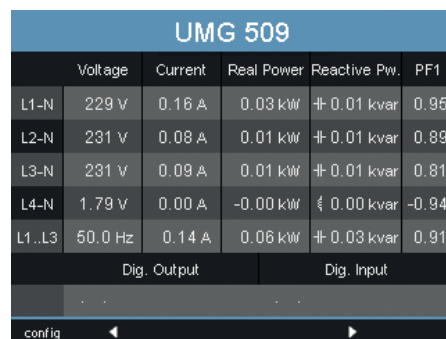 UMG 509
Voltage Current Real Power Reactive Pw. PF1
L1-N 229 V 0.16 A 0.03 kW 0.01 kvar 0.95
L2-N 231 V 0.08 A 0.01 kW 0.01 kvar 0.89
L3-N 231 V 0.09 A 0.01 kW 0.01 kvar 0.81
L4-N 1.79 V 0.00 A -0.00 kW 0.00 kvar -0.94
L1..L3 50.0 Hz 0.14 A 0.06 kW 0.03 kvar 0.91
Dig. Output Dig. Input
config